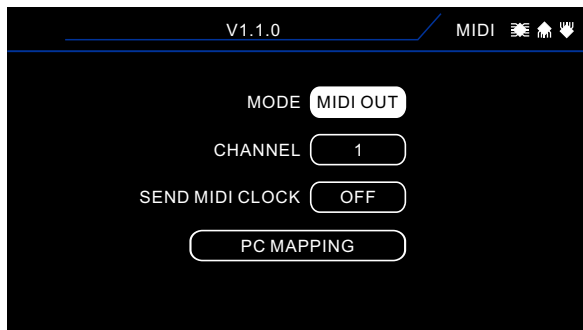 V1.1.0 MIDI
MODE MIDI OUT
CHANNEL 1
SEND MIDI CLOCK OFF
PC MAPPING